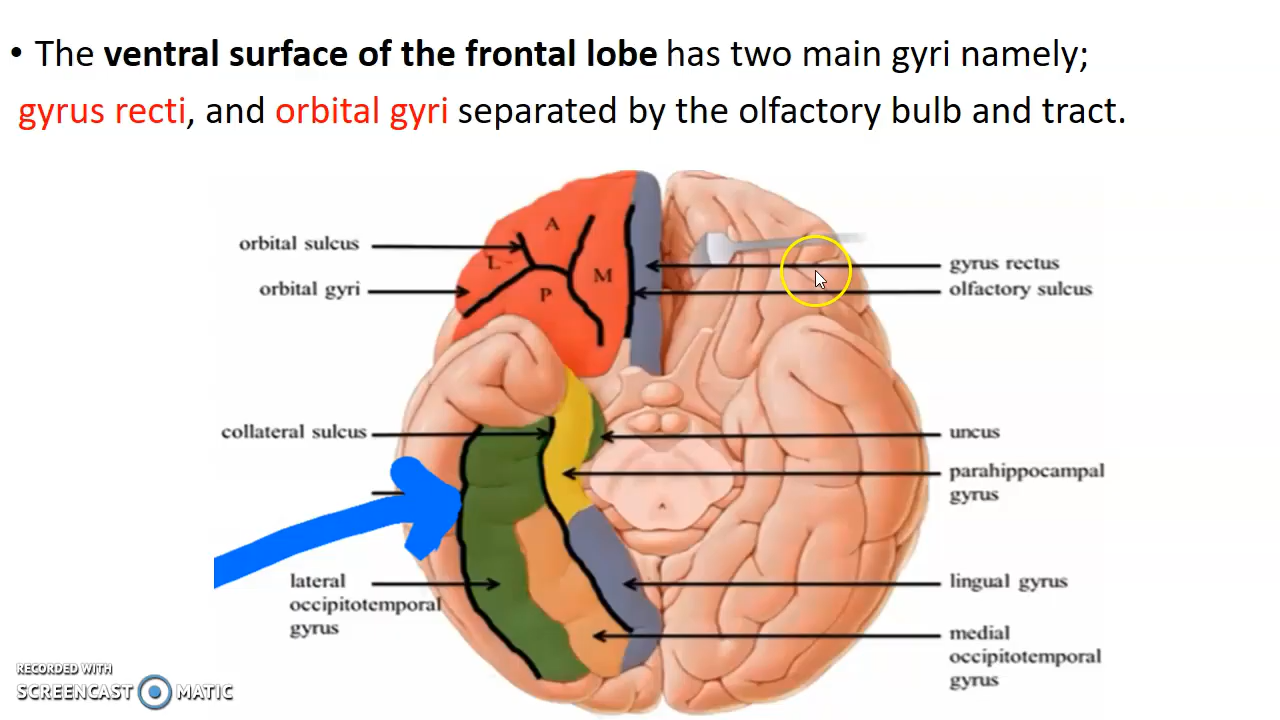 • The ventral surface of the frontal lobe has two main gyri namely;
gyrus recti, and orbital gyri separated by the olfactory bulb and tract.
orbital sulcus
orbital gyri
A
L
M
P
gyrus rectus
olfactory sulcus
collateral sulcus
uncus
parahippocampal
gyrus
lateral
occipitotemporal
gyrus
lingual gyrus
medial
occipitotemporal
gyrus
RECORDED WITH
SCREENCAST MATIC